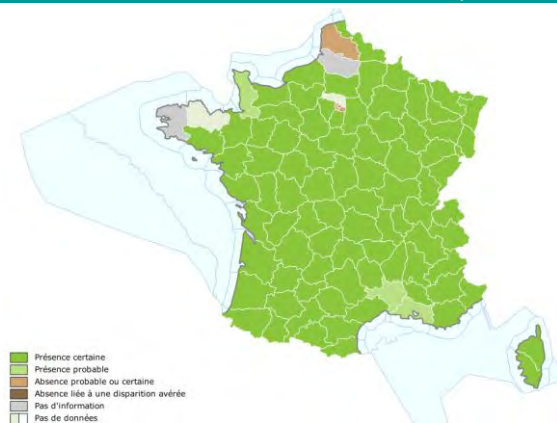 Présence certaine
Présence probable
Absence probable ou certaine
Absence liée à une disparition avérée
Pas d'information
Pas de données